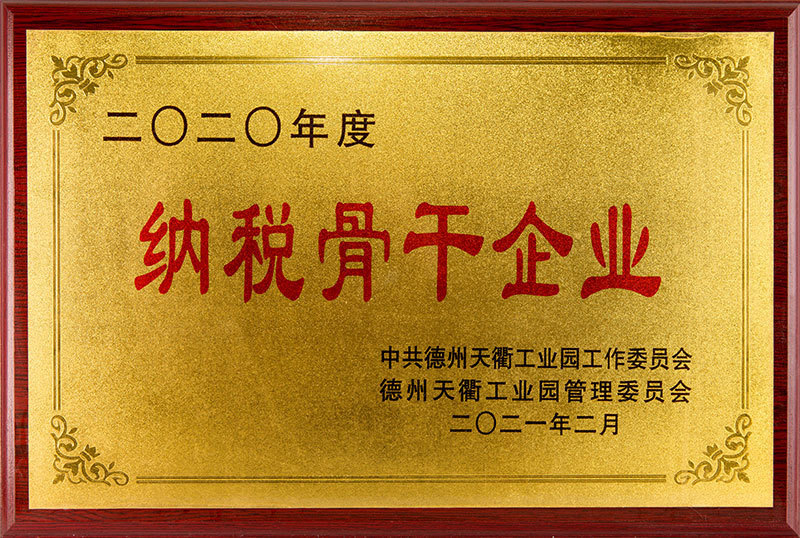 二〇二〇年度
纳税骨干企业
中共德州天衢工业园工作委员会
德州天衢工业园管理委员会
二〇二一年二月